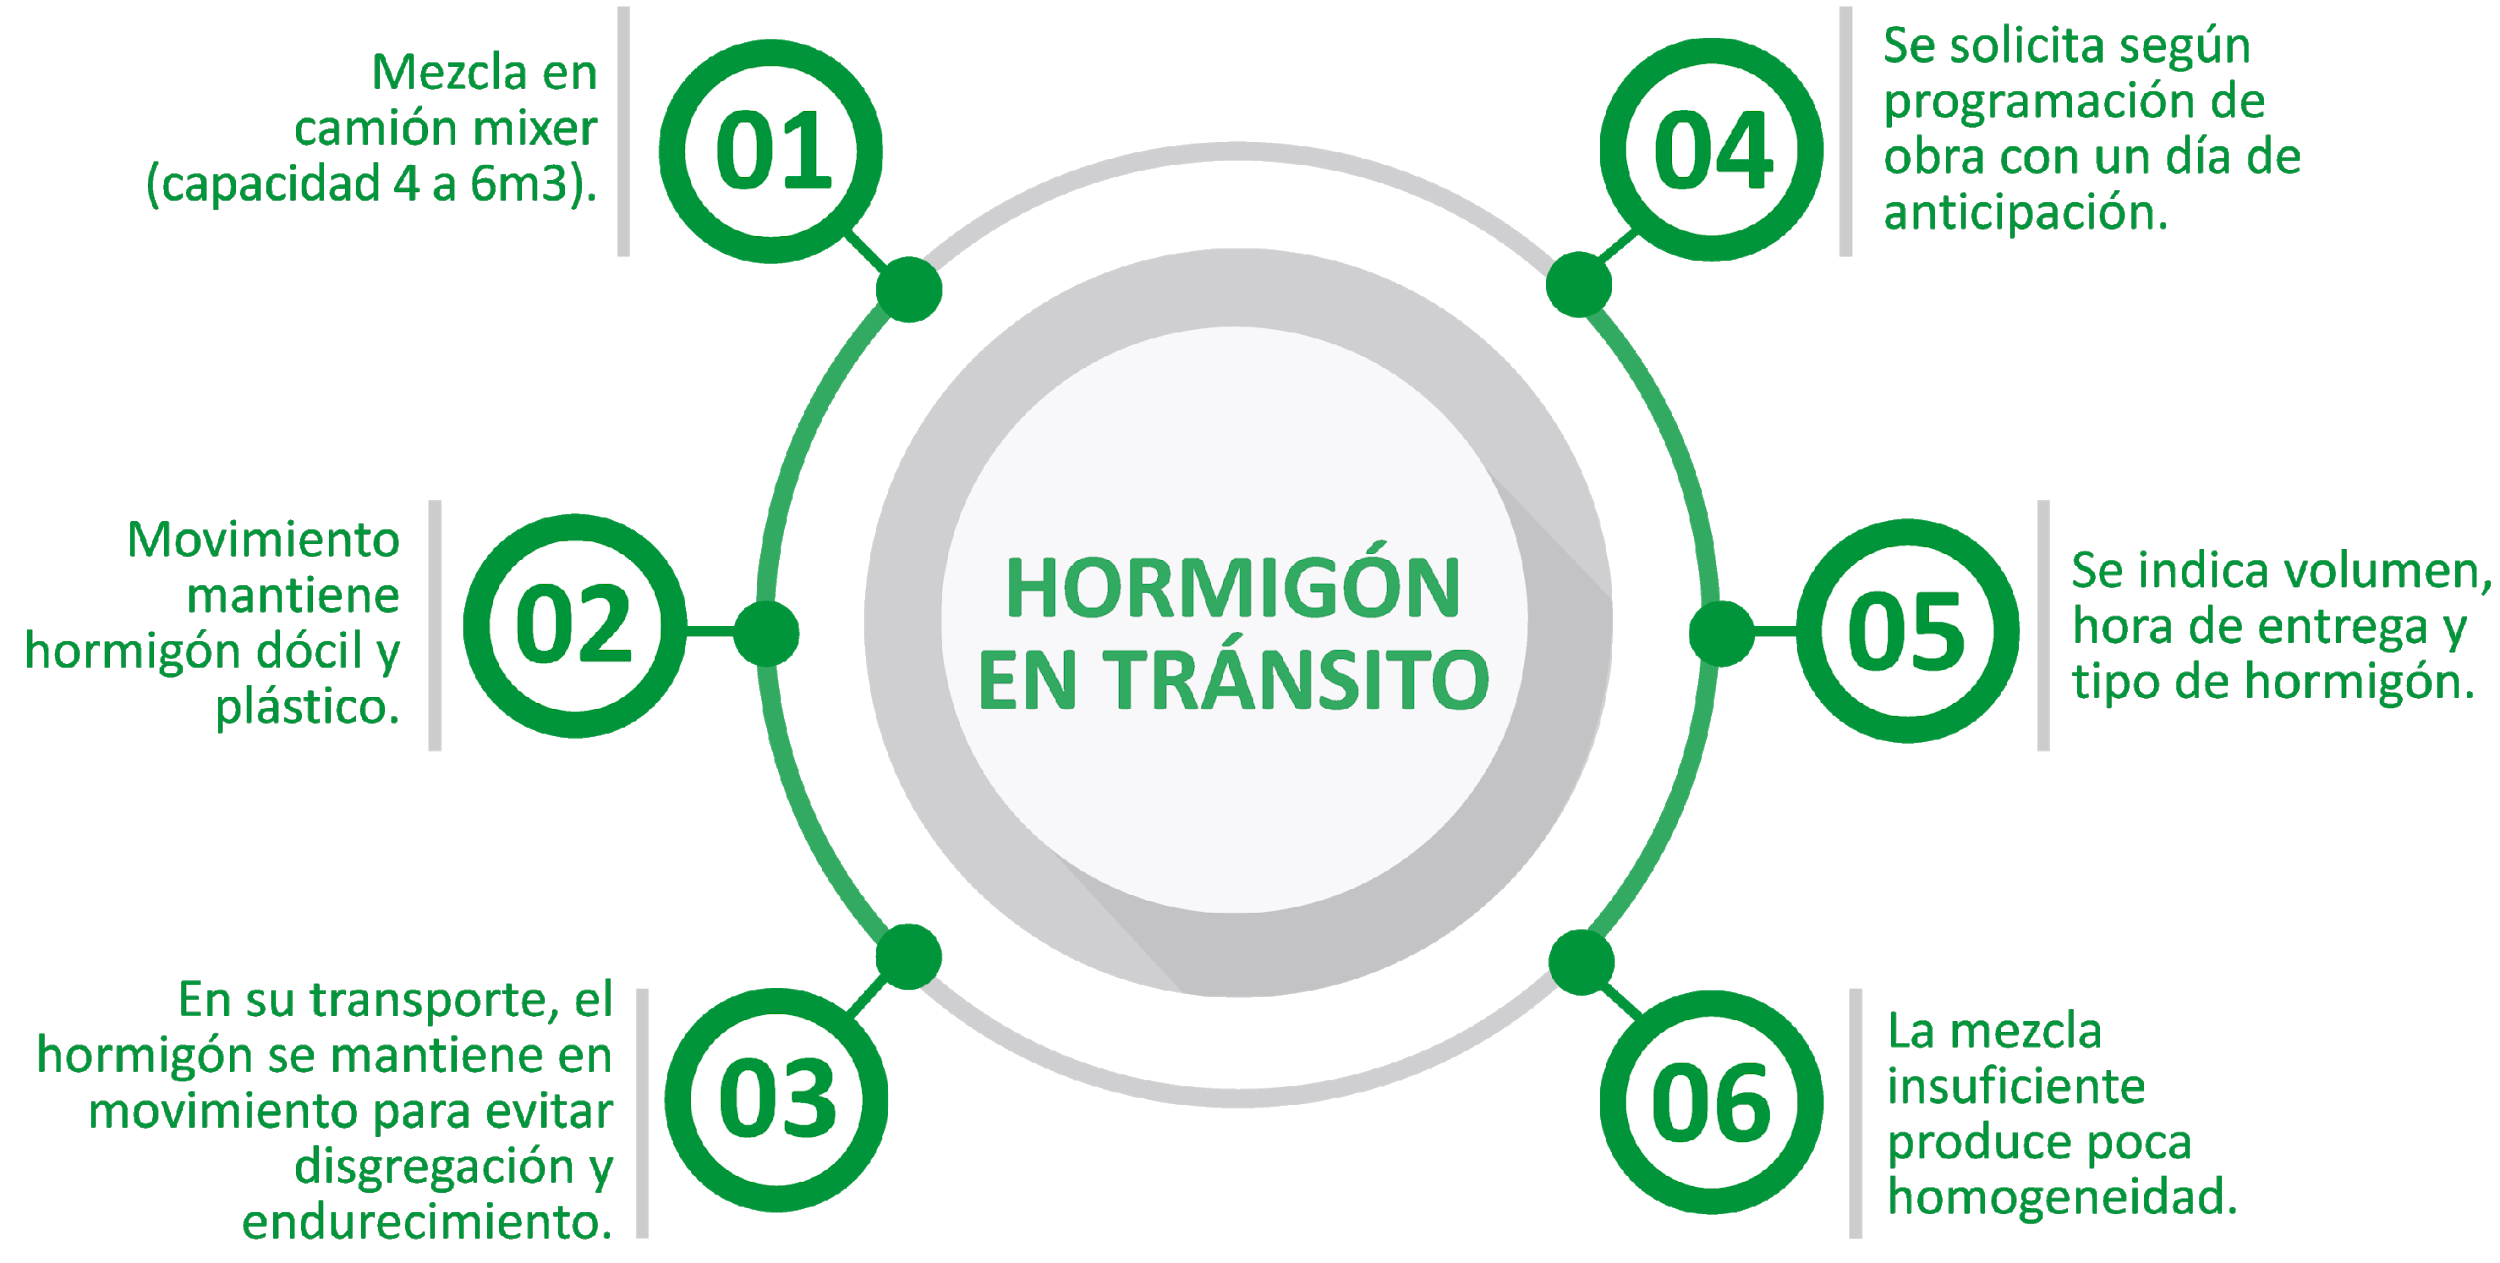 HORMIGÓN
EN TRÁNSITO
01
Mezcla en
camión mixer
(capacidad 4 a 6m3).
02
Movimiento
mantiene
hormigón dócil y
plástico.
03
En su transporte, el
hormigón se mantiene en
movimiento para evitar
disgregación y
endurecimiento.
04
Se solicita según
programación de
obra con un día de
anticipación.
05
Se indica volumen,
hora de entrega y
tipo de hormigón.
06
La mezcla
insuficiente
produce poca
homogeneidad.